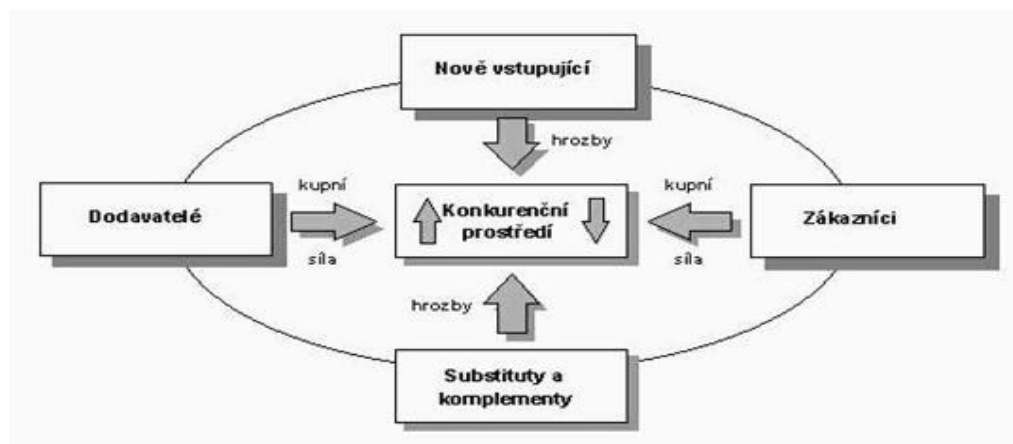 Nově vstupující
hrozby
kupní
kupní
Dodavatelé
Konkurenční
prostředí
Zákazníci
síla
síla
hrozby
Substituty a
komplementy